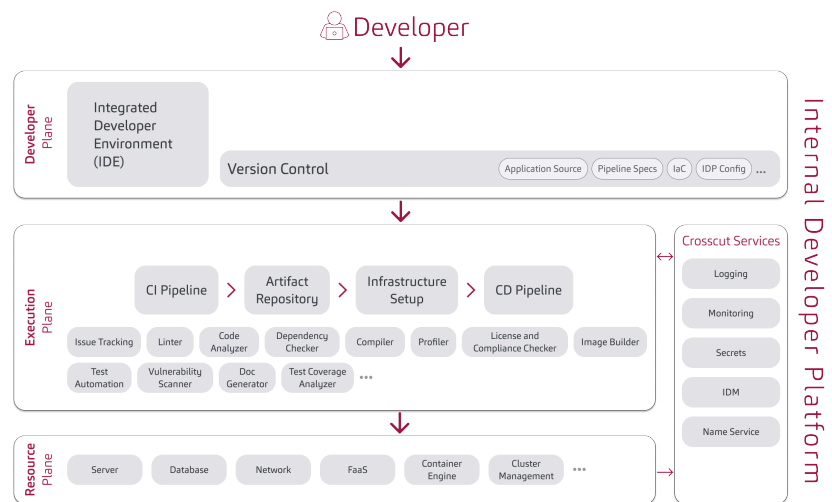 Developer
Developer
Plane
Integrated
Developer
Environment
(IDE)
Version Control
Application Source
Pipeline Specs
IaC
IDP Config
...
Internal Developer Platform
Execution
Plane
CI Pipeline
Artifact
Repository
Infrastructure
Setup
CD Pipeline
Issue Tracking
Linter
Code
Analyzer
Dependency
Checker
Compiler
Profiler
License and
Compliance Checker
Image Builder
Test
Automation
Vulnerability
Scanner
Doc
Generator
Test Coverage
Analyzer
...
Crosscut Services
Logging
Monitoring
Secrets
IDM
Name Service
Resource
Plane
Server
Database
Network
FaaS
Container
Engine
Cluster
Management
...